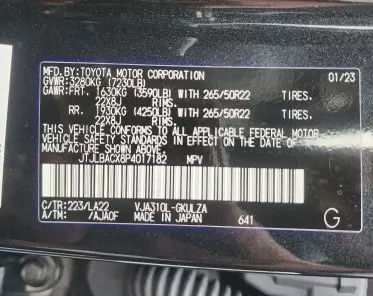 MFD. BY: TOYOTA MOTOR CORPORATION 01/23
GVWR: 3280KG (7230LB)
GAWR: FRT. 1630KG (3590LB) WITH 265/50R22 TIRES.
22X8J RIMS.
RR. 1930KG (4250LB) WITH 265/50R22 TIRES.
22X8J RIMS.
THIS VEHICLE CONFORMS TO ALL APPLICABLE FEDERAL MOTOR
VEHICLE SAFETY STANDARDS IN EFFECT ON THE DATE OF
MANUFACTURE SHOWN ABOVE.
JTJLBACX8P4017182 MPV
C/TR: 223/LA22 VJA310L-GKULZA
A/TM: /AJA0F MADE IN JAPAN 641 G